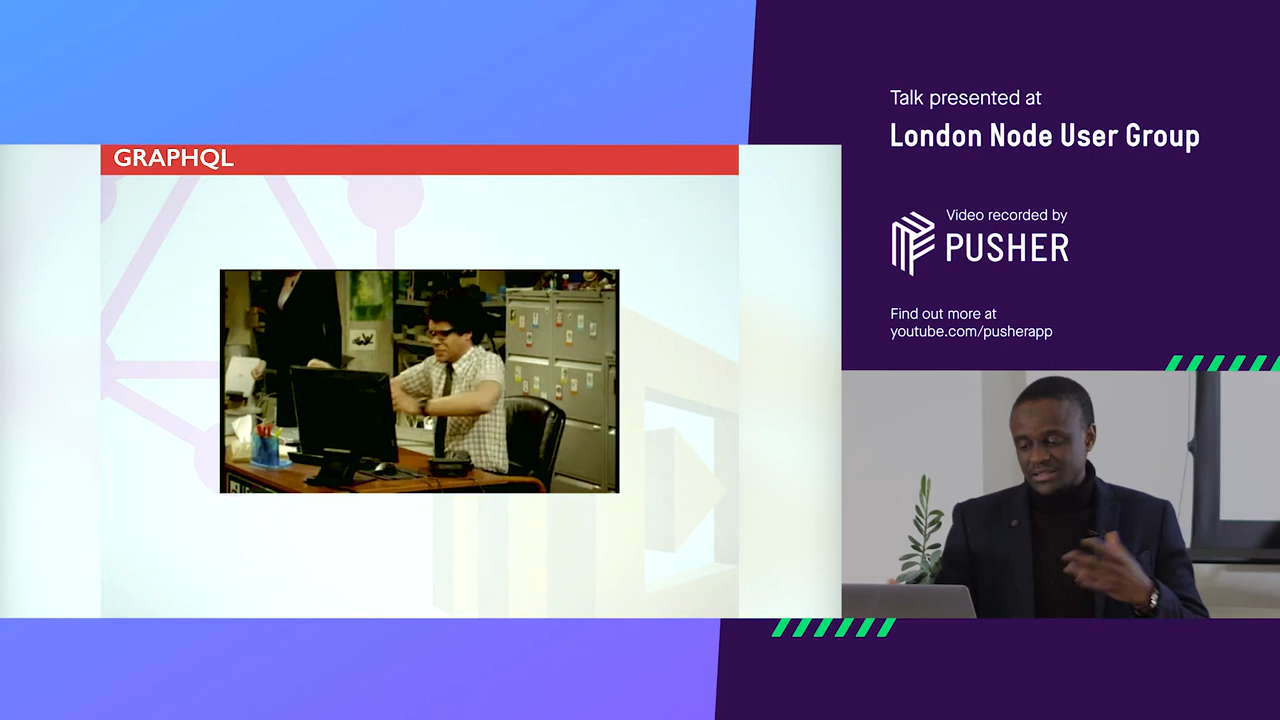 GRAPHQL
Talk presented at
London Node User Group
Video recorded by
PUSHER
Find out more at
youtube.com/pusherapp